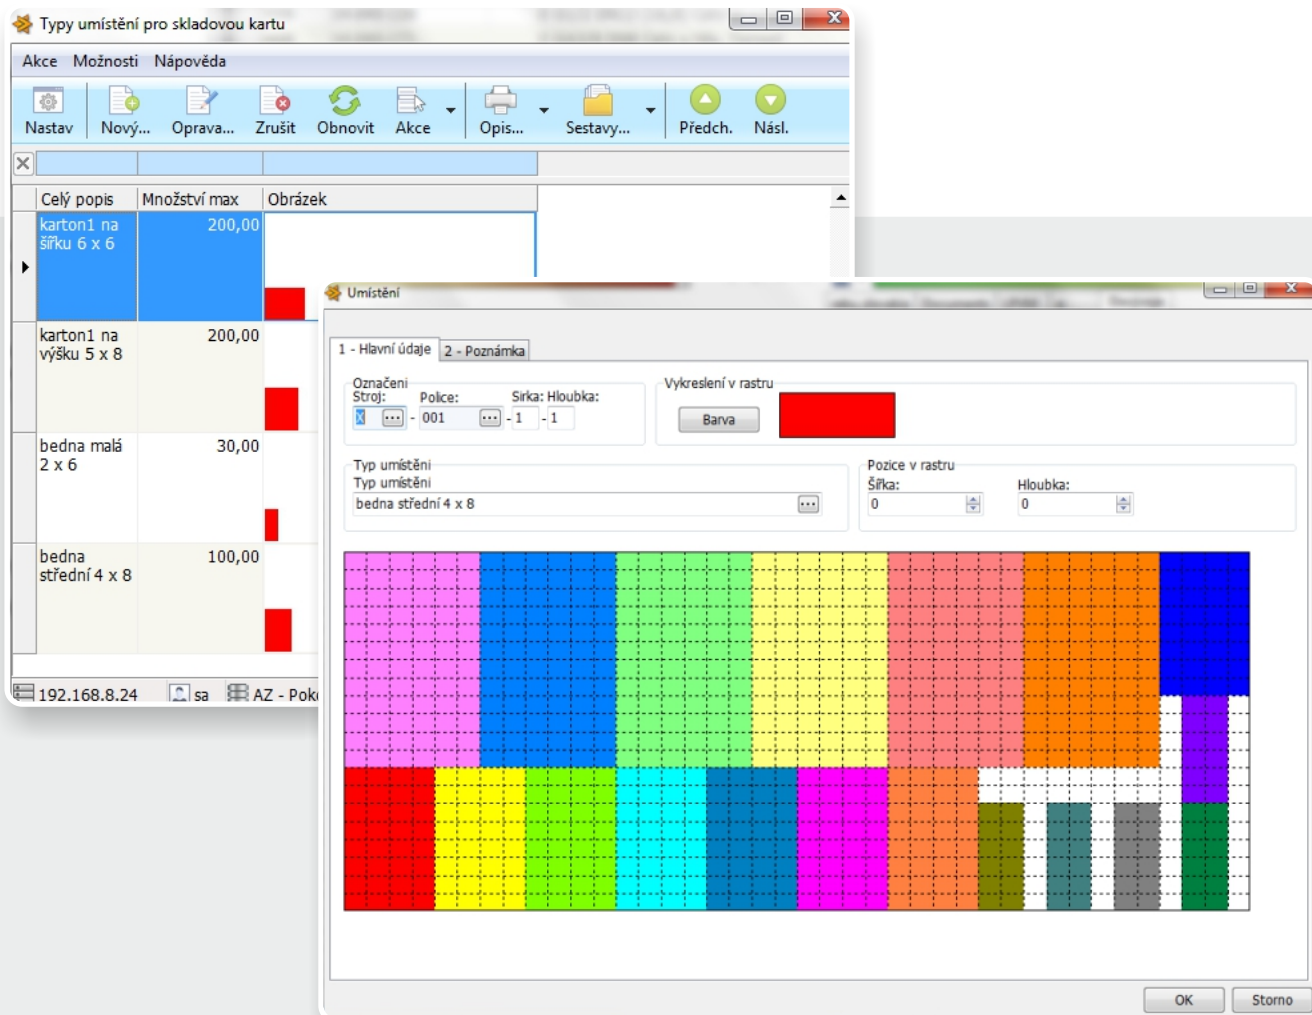 Typy umístění pro skladovou kartu
Akce Možnosti Nápověda
Nastav Nový... Oprava... Zrušit Obnovit Akce Opis... Sestavy... Předch. Násl.
Celý popis Množství max Obrázek
karton1 na
šířku 6 x 6
200,00
karton1 na
výšku 5 x 8
200,00
bedna malá
2 x 6
30,00
bedna
střední 4 x 8
100,00
192.168.8.24 sa AZ - Pok
Umístění
1 - Hlavní údaje 2 - Poznámka
Označeni
Stroj: Police: Sirka: Hloubka:
X ... - 001 ... - 1 - 1
Vykreslení v rastru
Barva
Typ umístěni
Typ umístěni
bedna střední 4 x 8 ...
Pozice v rastru
Šířka: Hloubka:
0 0
OK Storno